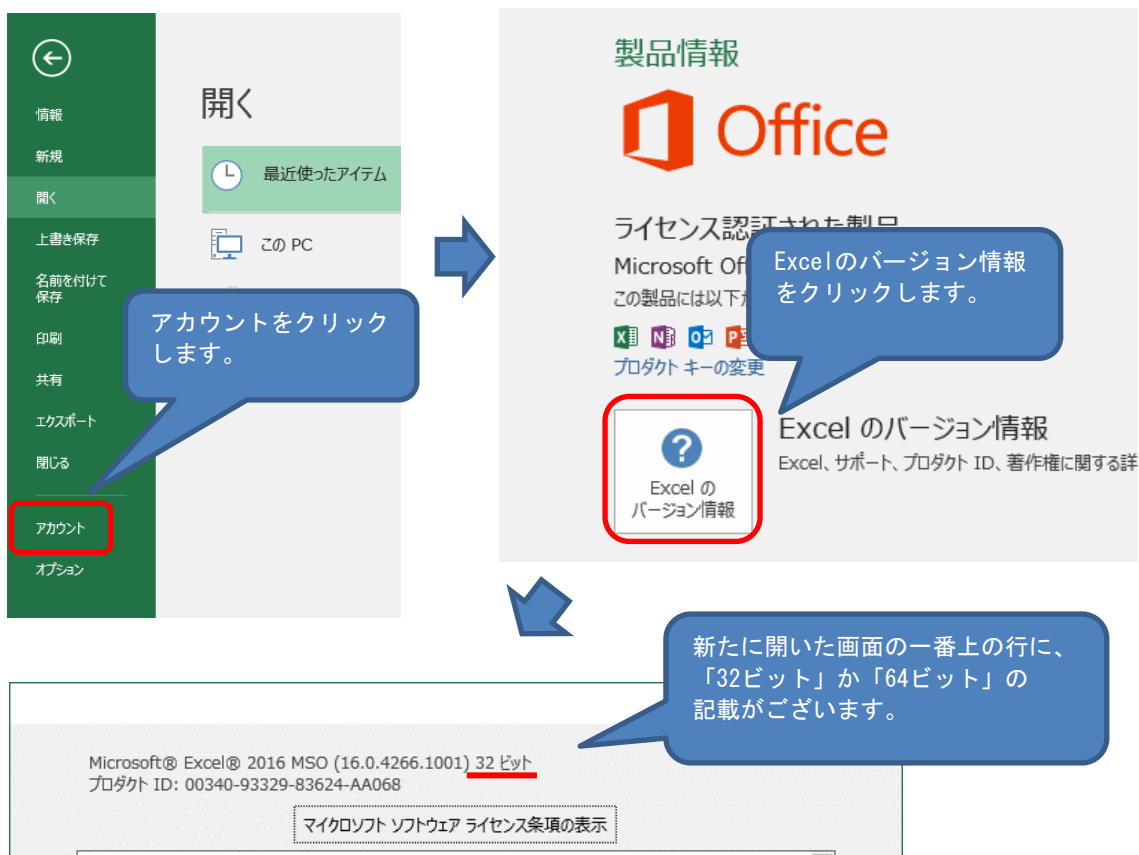 情報
新規
開く
上書き保存
名前を付けて
保存
印刷
共有
エクスポート
閉じる
アカウント
オプション
開く
最近使ったアイテム
この PC
アカウントをクリック
します。
製品情報
Office
ライセンス認証された製品
Microsoft Of
この製品には以下が
プロダクト キーの変更
Excelのバージョン情報
をクリックします。
Excel の
バージョン情報
Excel のバージョン情報
Excel、サポート、プロダクト ID、著作権に関する詳
新たに開いた画面の一番上の行に、
「32ビット」か「64ビット」の
記載がございます。
Microsoft® Excel® 2016 MSO (16.0.4266.1001) 32 ビット
プロダクト ID: 00340-93329-83624-AA068
マイクロソフト ソフトウェア ライセンス条項の表示